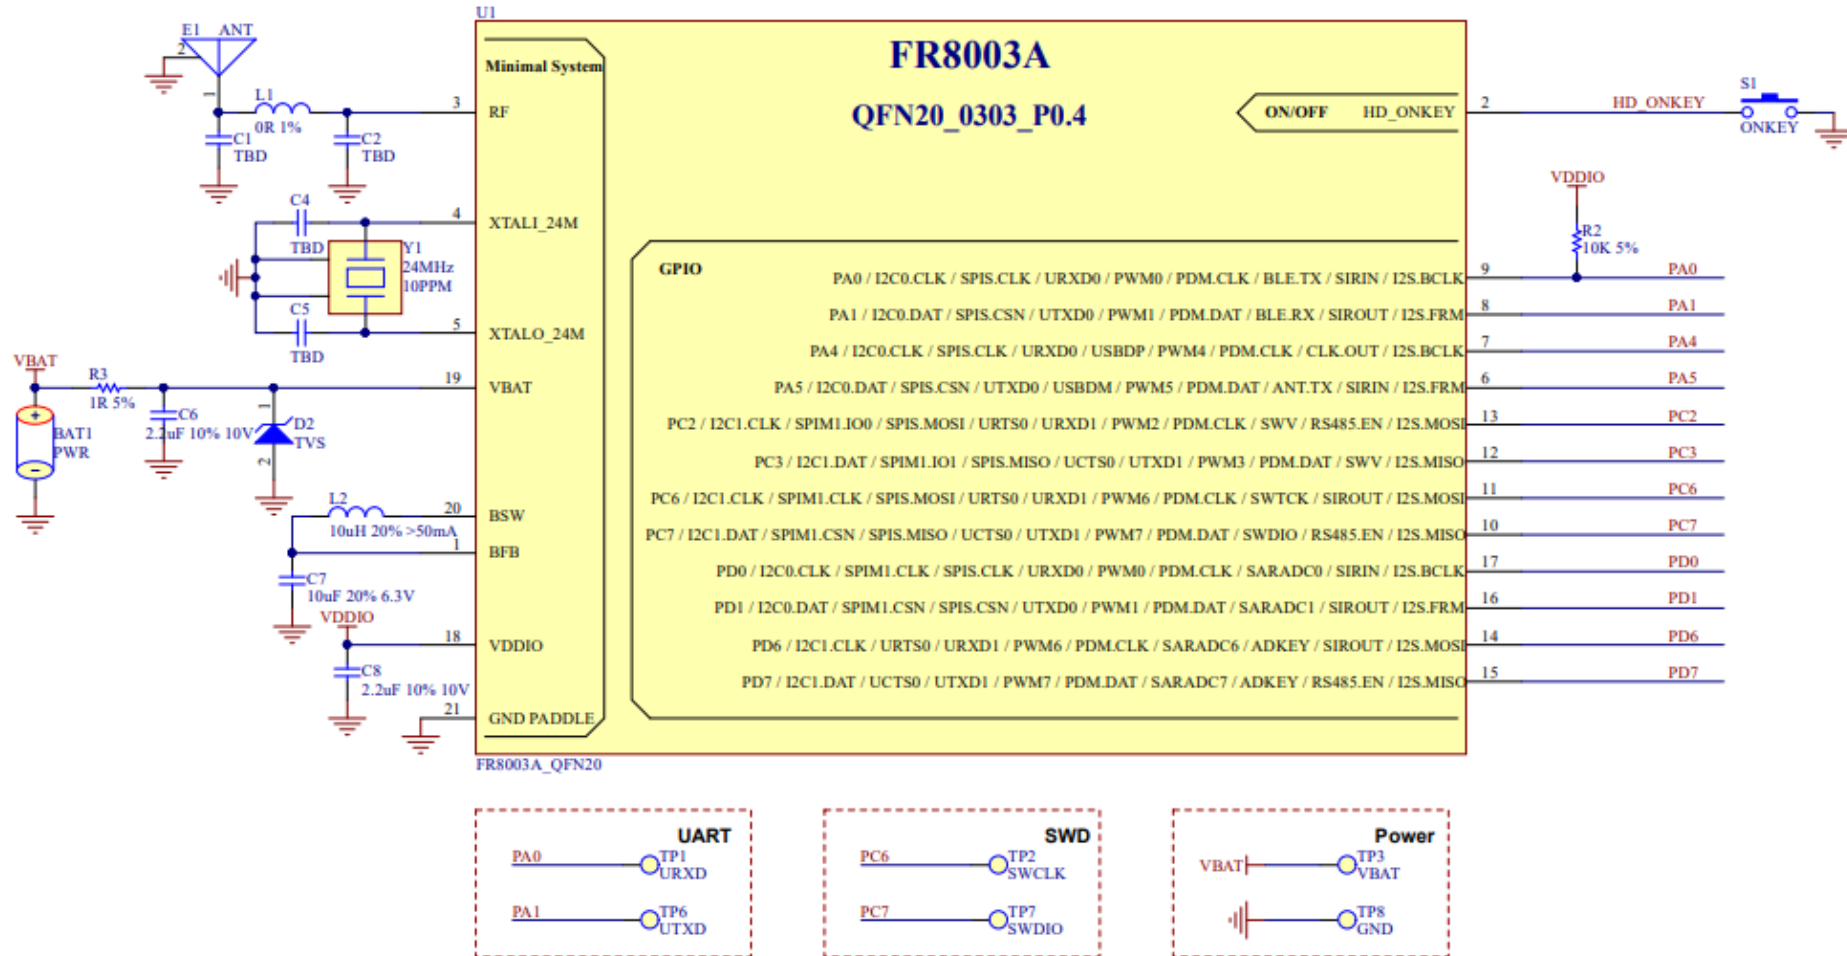 U1
E1 ANT
2
1
L1
0R 1%
C1
TBD
C2
TBD
3
RF
Minimal System
FR8003A
QFN20_0303_P0.4
ON/OFF HD_ONKEY
2
HD_ONKEY
S1
ONKEY
C4
TBD
4
XTALI_24M
Y1
24MHz
10PPM
C5
TBD
5
XTALO_24M
VBAT
R3
1R 5%
19
VBAT
BAT1
PWR
C6
2.2uF 10% 10V
1
D2
TVS
2
L2
10uH 20% >50mA
20
BSW
1
BFB
C7
10uF 20% 6.3V
VDDIO
18
VDDIO
C8
2.2uF 10% 10V
21
GND PADDLE
GPIO
VDDIO
R2
10K 5%
PA0 / I2C0.CLK / SPIS.CLK / URXD0 / PWM0 / PDM.CLK / BLE.TX / SIRIN / I2S.BCLK 9 PA0
PA1 / I2C0.DAT / SPIS.CSN / UTXD0 / PWM1 / PDM.DAT / BLE.RX / SIROUT / I2S.FRM 8 PA1
PA4 / I2C0.CLK / SPIS.CLK / URXD0 / USBDP / PWM4 / PDM.CLK / CLK.OUT / I2S.BCLK 7 PA4
PA5 / I2C0.DAT / SPIS.CSN / UTXD0 / USBDM / PWM5 / PDM.DAT / ANT.TX / SIRIN / I2S.FRM 6 PA5
PC2 / I2C1.CLK / SPIM1.IO0 / SPIS.MOSI / URTS0 / URXD1 / PWM2 / PDM.CLK / SWV / RS485.EN / I2S.MOSI 13 PC2
PC3 / I2C1.DAT / SPIM1.IO1 / SPIS.MISO / UCTS0 / UTXD1 / PWM3 / PDM.DAT / SWV / I2S.MISO 12 PC3
PC6 / I2C1.CLK / SPIM1.CLK / SPIS.MOSI / URTS0 / URXD1 / PWM6 / PDM.CLK / SWTCK / SIROUT / I2S.MOSI 11 PC6
PC7 / I2C1.DAT / SPIM1.CSN / SPIS.MISO / UCTS0 / UTXD1 / PWM7 / PDM.DAT / SWDIO / RS485.EN / I2S.MISO 10 PC7
PD0 / I2C0.CLK / SPIM1.CLK / SPIS.CLK / URXD0 / PWM0 / PDM.CLK / SARADC0 / SIRIN / I2S.BCLK 17 PD0
PD1 / I2C0.DAT / SPIM1.CSN / SPIS.CSN / UTXD0 / PWM1 / PDM.DAT / SARADC1 / SIROUT / I2S.FRM 16 PD1
PD6 / I2C1.CLK / URTS0 / URXD1 / PWM6 / PDM.CLK / SARADC6 / ADKEY / SIROUT / I2S.MOSI 14 PD6
PD7 / I2C1.DAT / UCTS0 / UTXD1 / PWM7 / PDM.DAT / SARADC7 / ADKEY / RS485.EN / I2S.MISO 15 PD7
FR8003A_QFN20
UART
PA0 TP1
URXD
PA1 TP6
UTXD
SWD
PC6 TP2
SWCLK
PC7 TP7
SWDIO
Power
VBAT TP3
VBAT
TP8
GND